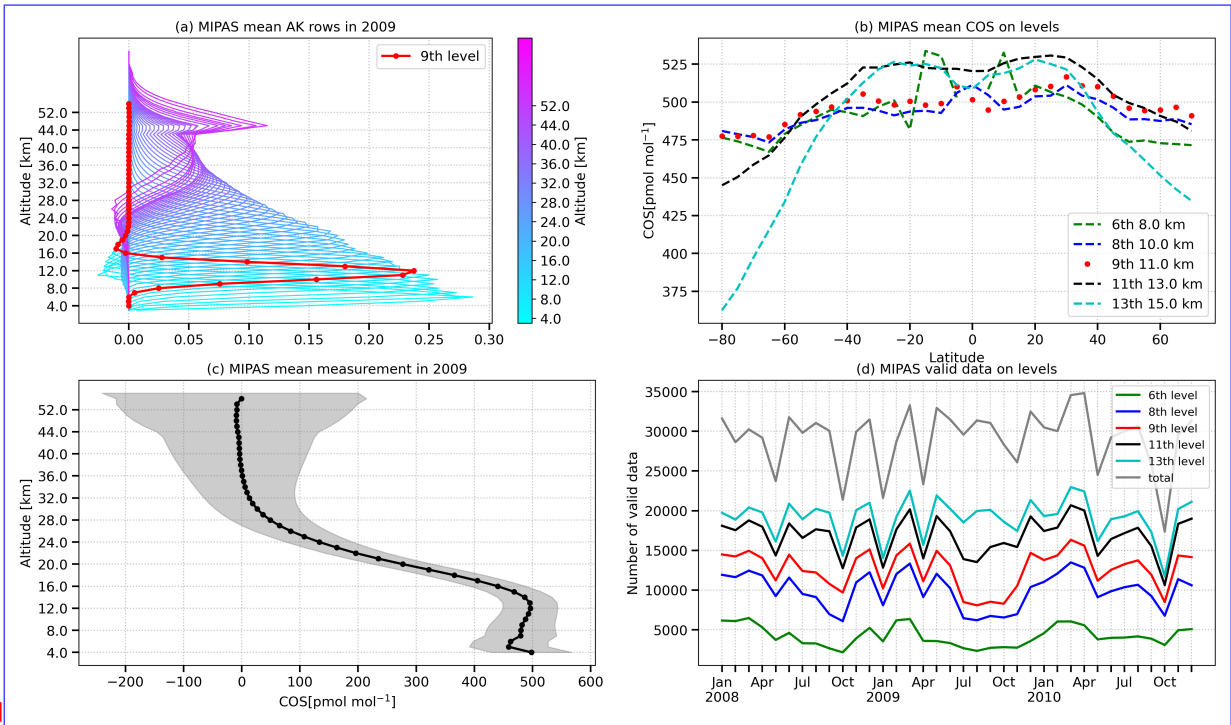 (a) MIPAS mean AK rows in 2009
9th level
52.0
44.0
40.0
36.0
32.0
28.0
24.0
20.0
16.0
12.0
8.0
4.0
Altitude [km]
0.00 0.05 0.10 0.15 0.20 0.25 0.30
52.0
44.0
40.0
36.0
32.0
28.0
24.0
20.0
16.0
12.0
8.0
4.0
Altitude [km]
(b) MIPAS mean COS on levels
525
500
475
450
425
400
375
COS[pmol mol⁻¹]
6th 8.0 km
8th 10.0 km
9th 11.0 km
11th 13.0 km
13th 15.0 km
−80 −60 −40 −20 0 20 40 60
Latitude
(c) MIPAS mean measurement in 2009
52.0
44.0
40.0
36.0
32.0
28.0
24.0
20.0
16.0
12.0
8.0
4.0
Altitude [km]
−200 −100 0 100 200 300 400 500 600
COS[pmol mol⁻¹]
(d) MIPAS valid data on levels
35000
30000
25000
20000
15000
10000
5000
Number of valid data
6th level
8th level
9th level
11th level
13th level
total
Jan Apr Jul Oct Jan Apr Jul Oct Jan Apr Jul Oct
2008 2009 2010